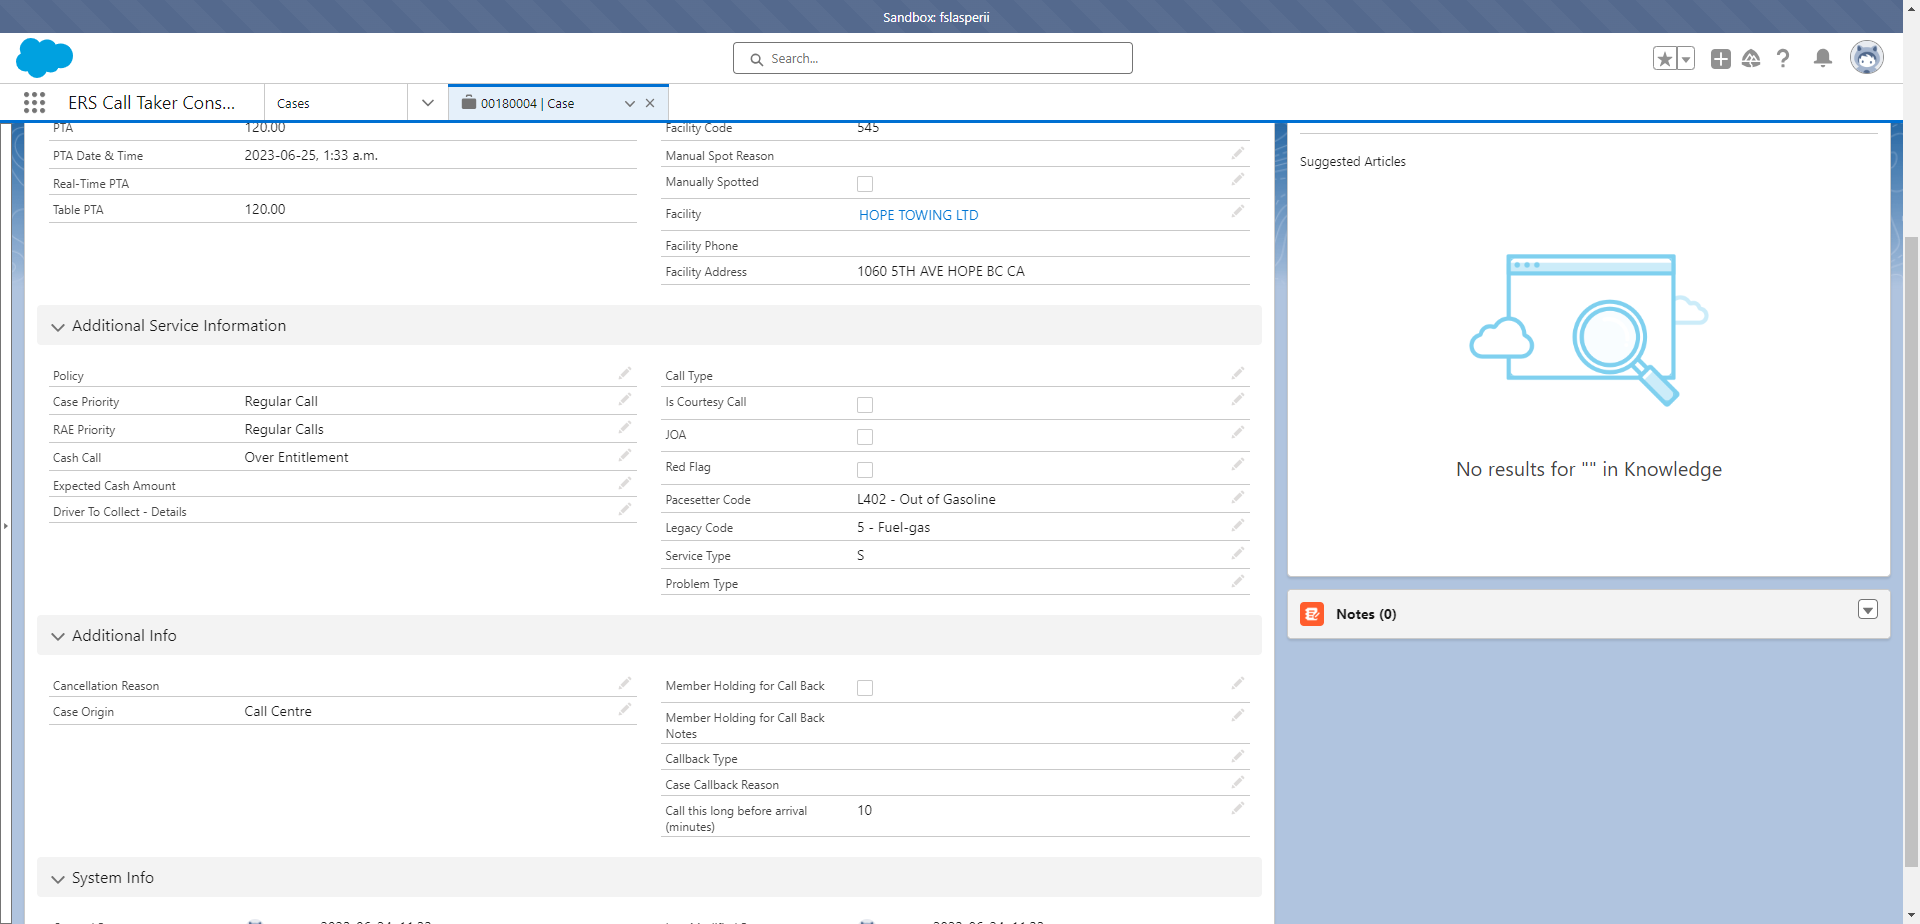 Sandbox: fslasperii
Search...
ERS Call Taker Cons...
Cases
00180004 | Case
PTA 120.00
PTA Date & Time 2023-06-25, 1:33 a.m.
Real-Time PTA
Table PTA 120.00
Facility Code 545
Manual Spot Reason
Manually Spotted
Facility HOPE TOWING LTD
Facility Phone
Facility Address 1060 5TH AVE HOPE BC CA
Additional Service Information
Policy
Case Priority Regular Call
RAE Priority Regular Calls
Cash Call Over Entitlement
Expected Cash Amount
Driver To Collect - Details
Call Type
Is Courtesy Call
JOA
Red Flag
Pacesetter Code L402 - Out of Gasoline
Legacy Code 5 - Fuel-gas
Service Type S
Problem Type
Additional Info
Cancellation Reason
Case Origin Call Centre
Member Holding for Call Back
Member Holding for Call Back
Notes
Callback Type
Case Callback Reason
Call this long before arrival 10
(minutes)
System Info
Suggested Articles
No results for "" in Knowledge
Notes (0)